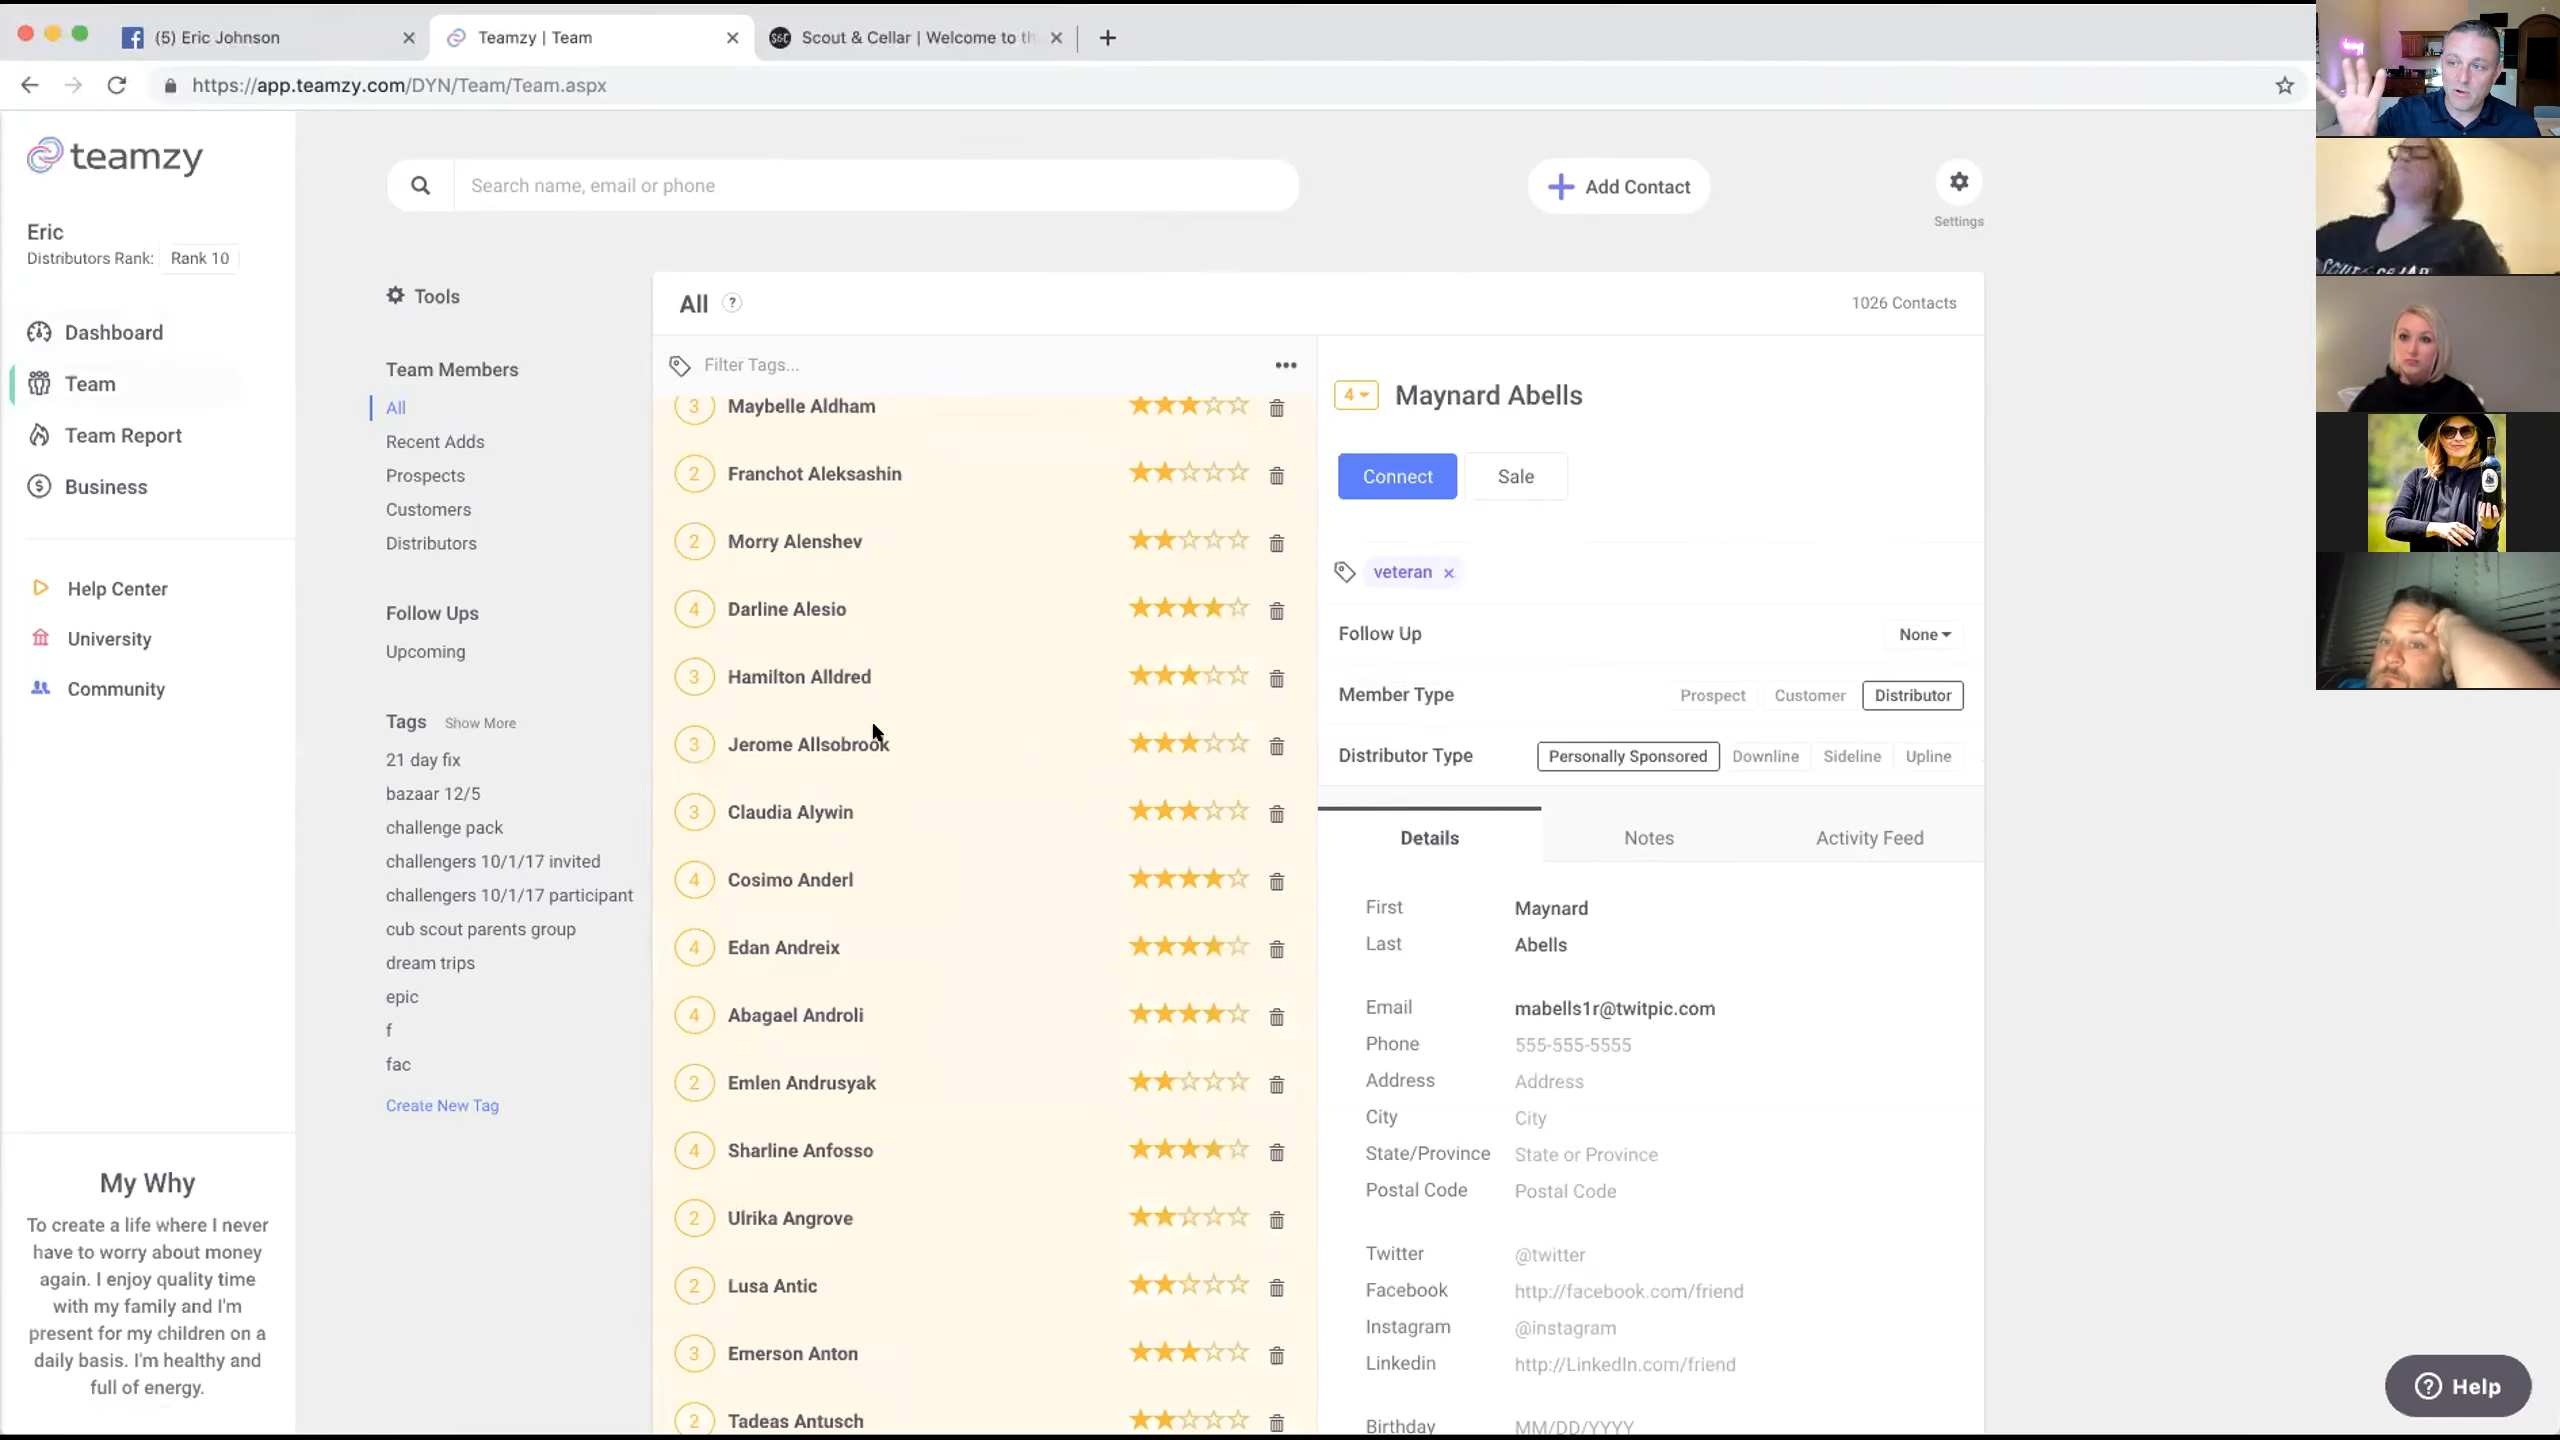 (5) Eric Johnson
Teamzy | Team
Scout & Cellar | Welcome to th
https://app.teamzy.com/DYN/Team/Team.aspx
teamzy
Eric
Distributors Rank: Rank 10
Dashboard
Team
Team Report
Business
Help Center
University
Community
My Why
To create a life where I never
have to worry about money
again. I enjoy quality time
with my family and I'm
present for my children on a
daily basis. I'm healthy and
full of energy.
Search name, email or phone
Add Contact
Settings
Tools
Team Members
All
Recent Adds
Prospects
Customers
Distributors
Follow Ups
Upcoming
Tags Show More
21 day fix
bazaar 12/5
challenge pack
challengers 10/1/17 invited
challengers 10/1/17 participant
cub scout parents group
dream trips
epic
f
fac
Create New Tag
All ?
1026 Contacts
Filter Tags...
3 Maybelle Aldham
2 Franchot Aleksashin
2 Morry Alenshev
4 Darline Alesio
3 Hamilton Alldred
3 Jerome Allsobrook
3 Claudia Alywin
4 Cosimo Anderl
4 Edan Andreix
4 Abagael Androli
2 Emlen Andrusyak
4 Sharline Anfosso
2 Ulrika Angrove
2 Lusa Antic
3 Emerson Anton
2 Tadeas Antusch
4 Maynard Abells
Connect Sale
veteran ×
Follow Up None
Member Type Prospect Customer Distributor
Distributor Type Personally Sponsored Downline Sideline Upline
Details Notes Activity Feed
First Maynard
Last Abells
Email mabells1r@twitpic.com
Phone 555-555-5555
Address Address
City City
State/Province State or Province
Postal Code Postal Code
Twitter @twitter
Facebook http://facebook.com/friend
Instagram @instagram
Linkedin http://LinkedIn.com/friend
Birthday MM/DD/YYYY
? Help